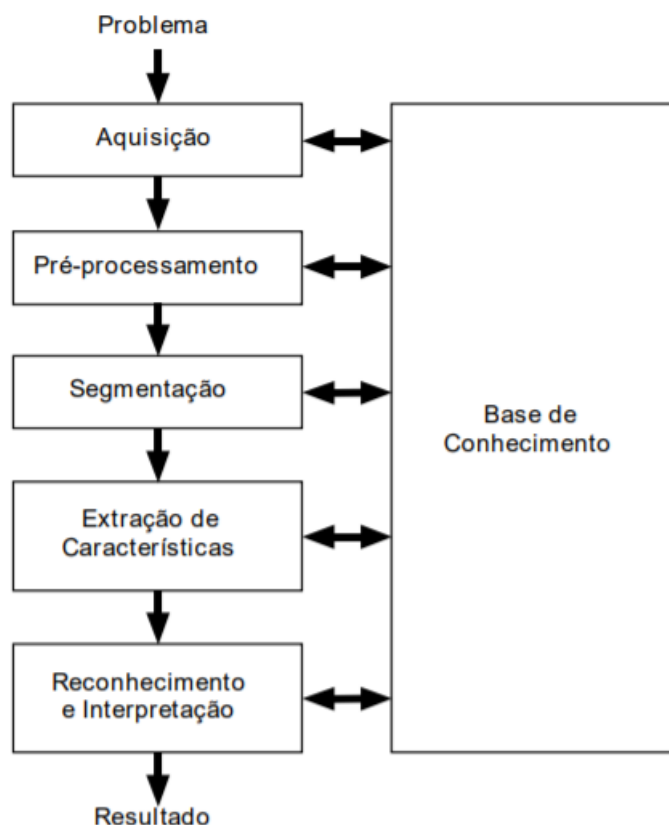 Problema
Aquisição
Pré-processamento
Segmentação
Extração de
Características
Reconhecimento
e Interpretação
Resultado
Base de
Conhecimento